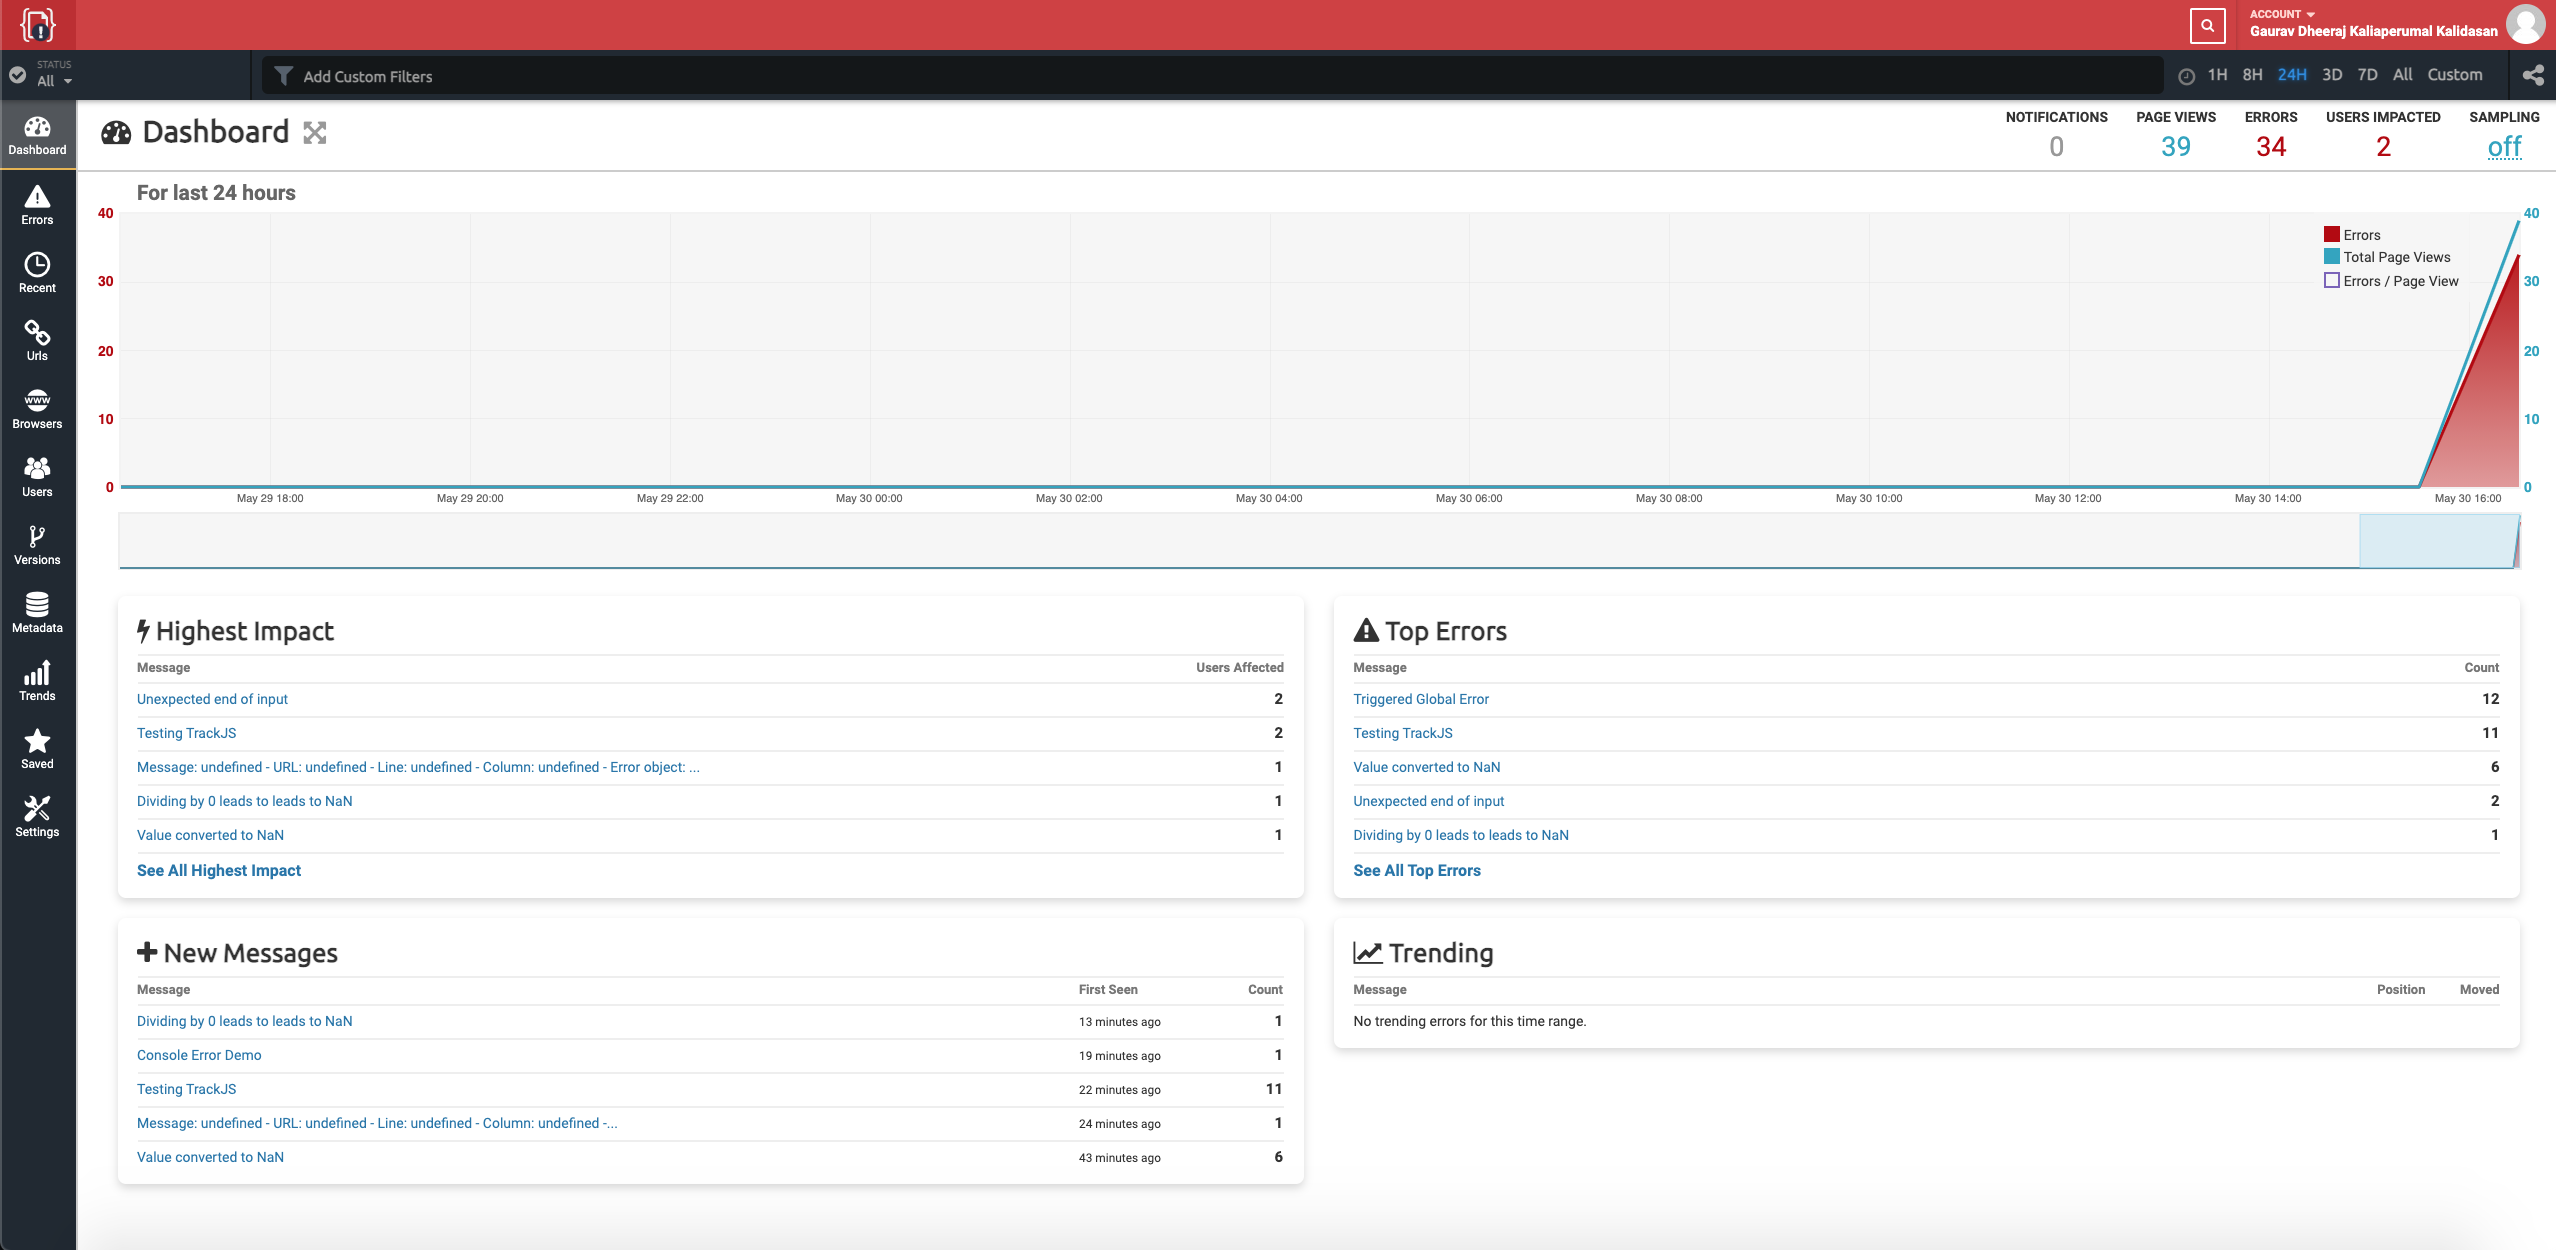 ACCOUNT
Gaurav Dheeraj Kaliaperumal Kalidasan
STATUS
All
Add Custom Filters
1H 8H 24H 3D 7D All Custom
Dashboard
Errors
Recent
Urls
www
Browsers
Users
Versions
Metadata
Trends
Saved
Settings
Dashboard
NOTIFICATIONS PAGE VIEWS ERRORS USERS IMPACTED SAMPLING
0 39 34 2 off
For last 24 hours
40 40
30 30
20 20
10 10
0 0
Errors
Total Page Views
Errors / Page View
May 29 18:00 May 29 20:00 May 29 22:00 May 30 00:00 May 30 02:00 May 30 04:00 May 30 06:00 May 30 08:00 May 30 10:00 May 30 12:00 May 30 14:00 May 30 16:00
Highest Impact
Message Users Affected
Unexpected end of input 2
Testing TrackJS 2
Message: undefined - URL: undefined - Line: undefined - Column: undefined - Error object: ... 1
Dividing by 0 leads to leads to NaN 1
Value converted to NaN 1
See All Highest Impact
Top Errors
Message Count
Triggered Global Error 12
Testing TrackJS 11
Value converted to NaN 6
Unexpected end of input 2
Dividing by 0 leads to leads to NaN 1
See All Top Errors
New Messages
Message First Seen Count
Dividing by 0 leads to leads to NaN 13 minutes ago 1
Console Error Demo 19 minutes ago 1
Testing TrackJS 22 minutes ago 11
Message: undefined - URL: undefined - Line: undefined - Column: undefined -... 24 minutes ago 1
Value converted to NaN 43 minutes ago 6
Trending
Message Position Moved
No trending errors for this time range.